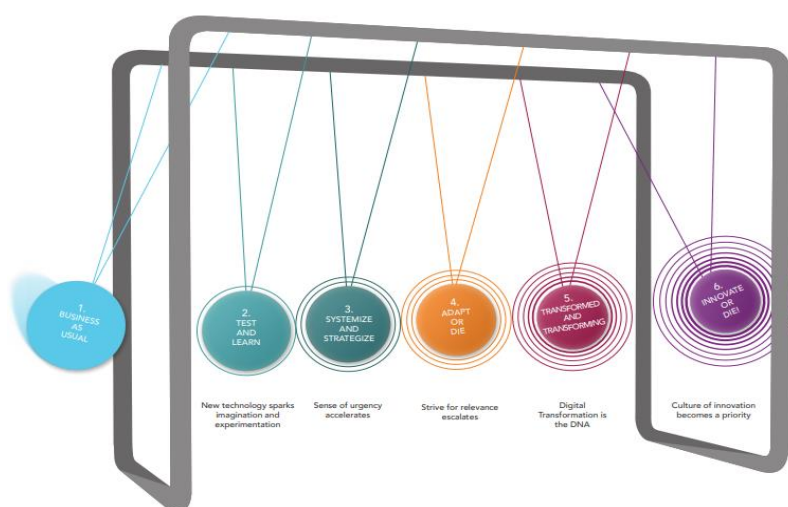 1.
BUSINESS
AS
USUAL
2.
TEST
AND
LEARN
3.
SYSTEMIZE
AND
STRATEGIZE
4.
ADAPT
OR
DIE
5.
TRANSFORMED
AND
TRANSFORMING
6.
INNOVATE
OR
DIE!
New technology sparks
imagination and
experimentation
Sense of urgency
accelerates
Strive for relevance
escalates
Digital
Transformation is
the DNA
Culture of innovation
becomes a priority